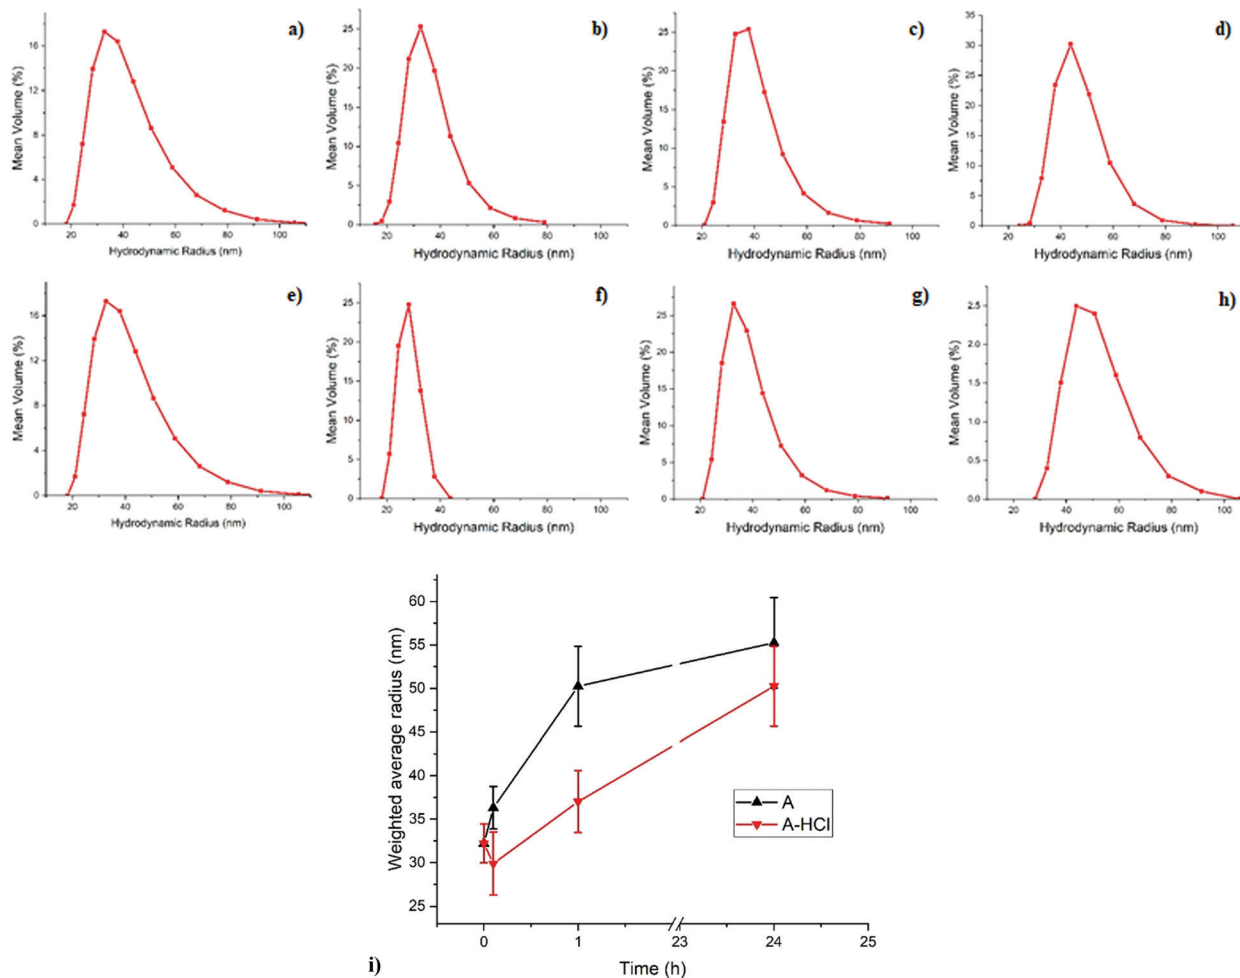 a)
16
12
8
4
0
20 40 60 80 100
Mean Volume (%)
Hydrodynamic Radius (nm)
b)
25
20
15
10
5
0
20 40 60 80 100
Mean Volume (%)
Hydrodynamic Radius (nm)
c)
25
20
15
10
5
0
20 40 60 80 100
Mean Volume (%)
Hydrodynamic Radius (nm)
d)
35
30
25
20
15
10
5
0
20 40 60 80 100
Mean Volume (%)
Hydrodynamic Radius (nm)
e)
16
12
8
4
0
20 40 60 80 100
Mean Volume (%)
Hydrodynamic Radius (nm)
f)
25
20
15
10
5
0
20 40 60 80 100
Mean Volume (%)
Hydrodynamic Radius (nm)
g)
25
20
15
10
5
0
20 40 60 80 100
Mean Volume (%)
Hydrodynamic Radius (nm)
h)
2.5
2.0
1.5
1.0
0.5
0.0
20 40 60 80 100
Mean Volume (%)
Hydrodynamic Radius (nm)
60
55
50
45
40
35
30
25
Weighted average radius (nm)
A
A-HCl
0 1 23 24 25
i)
Time (h)